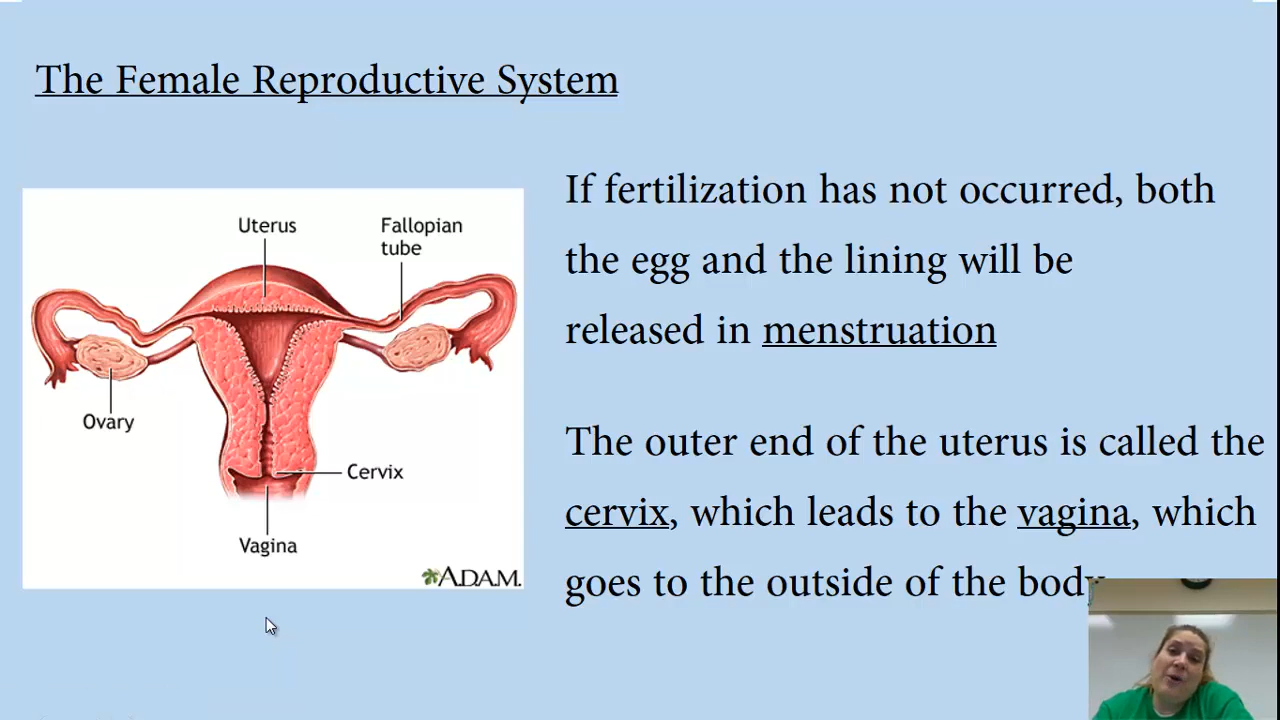 The Female Reproductive System
Uterus
Fallopian
tube
Ovary
Cervix
Vagina
ADAM.
If fertilization has not occurred, both
the egg and the lining will be
released in menstruation
The outer end of the uterus is called the
cervix, which leads to the vagina, which
goes to the outside of the body